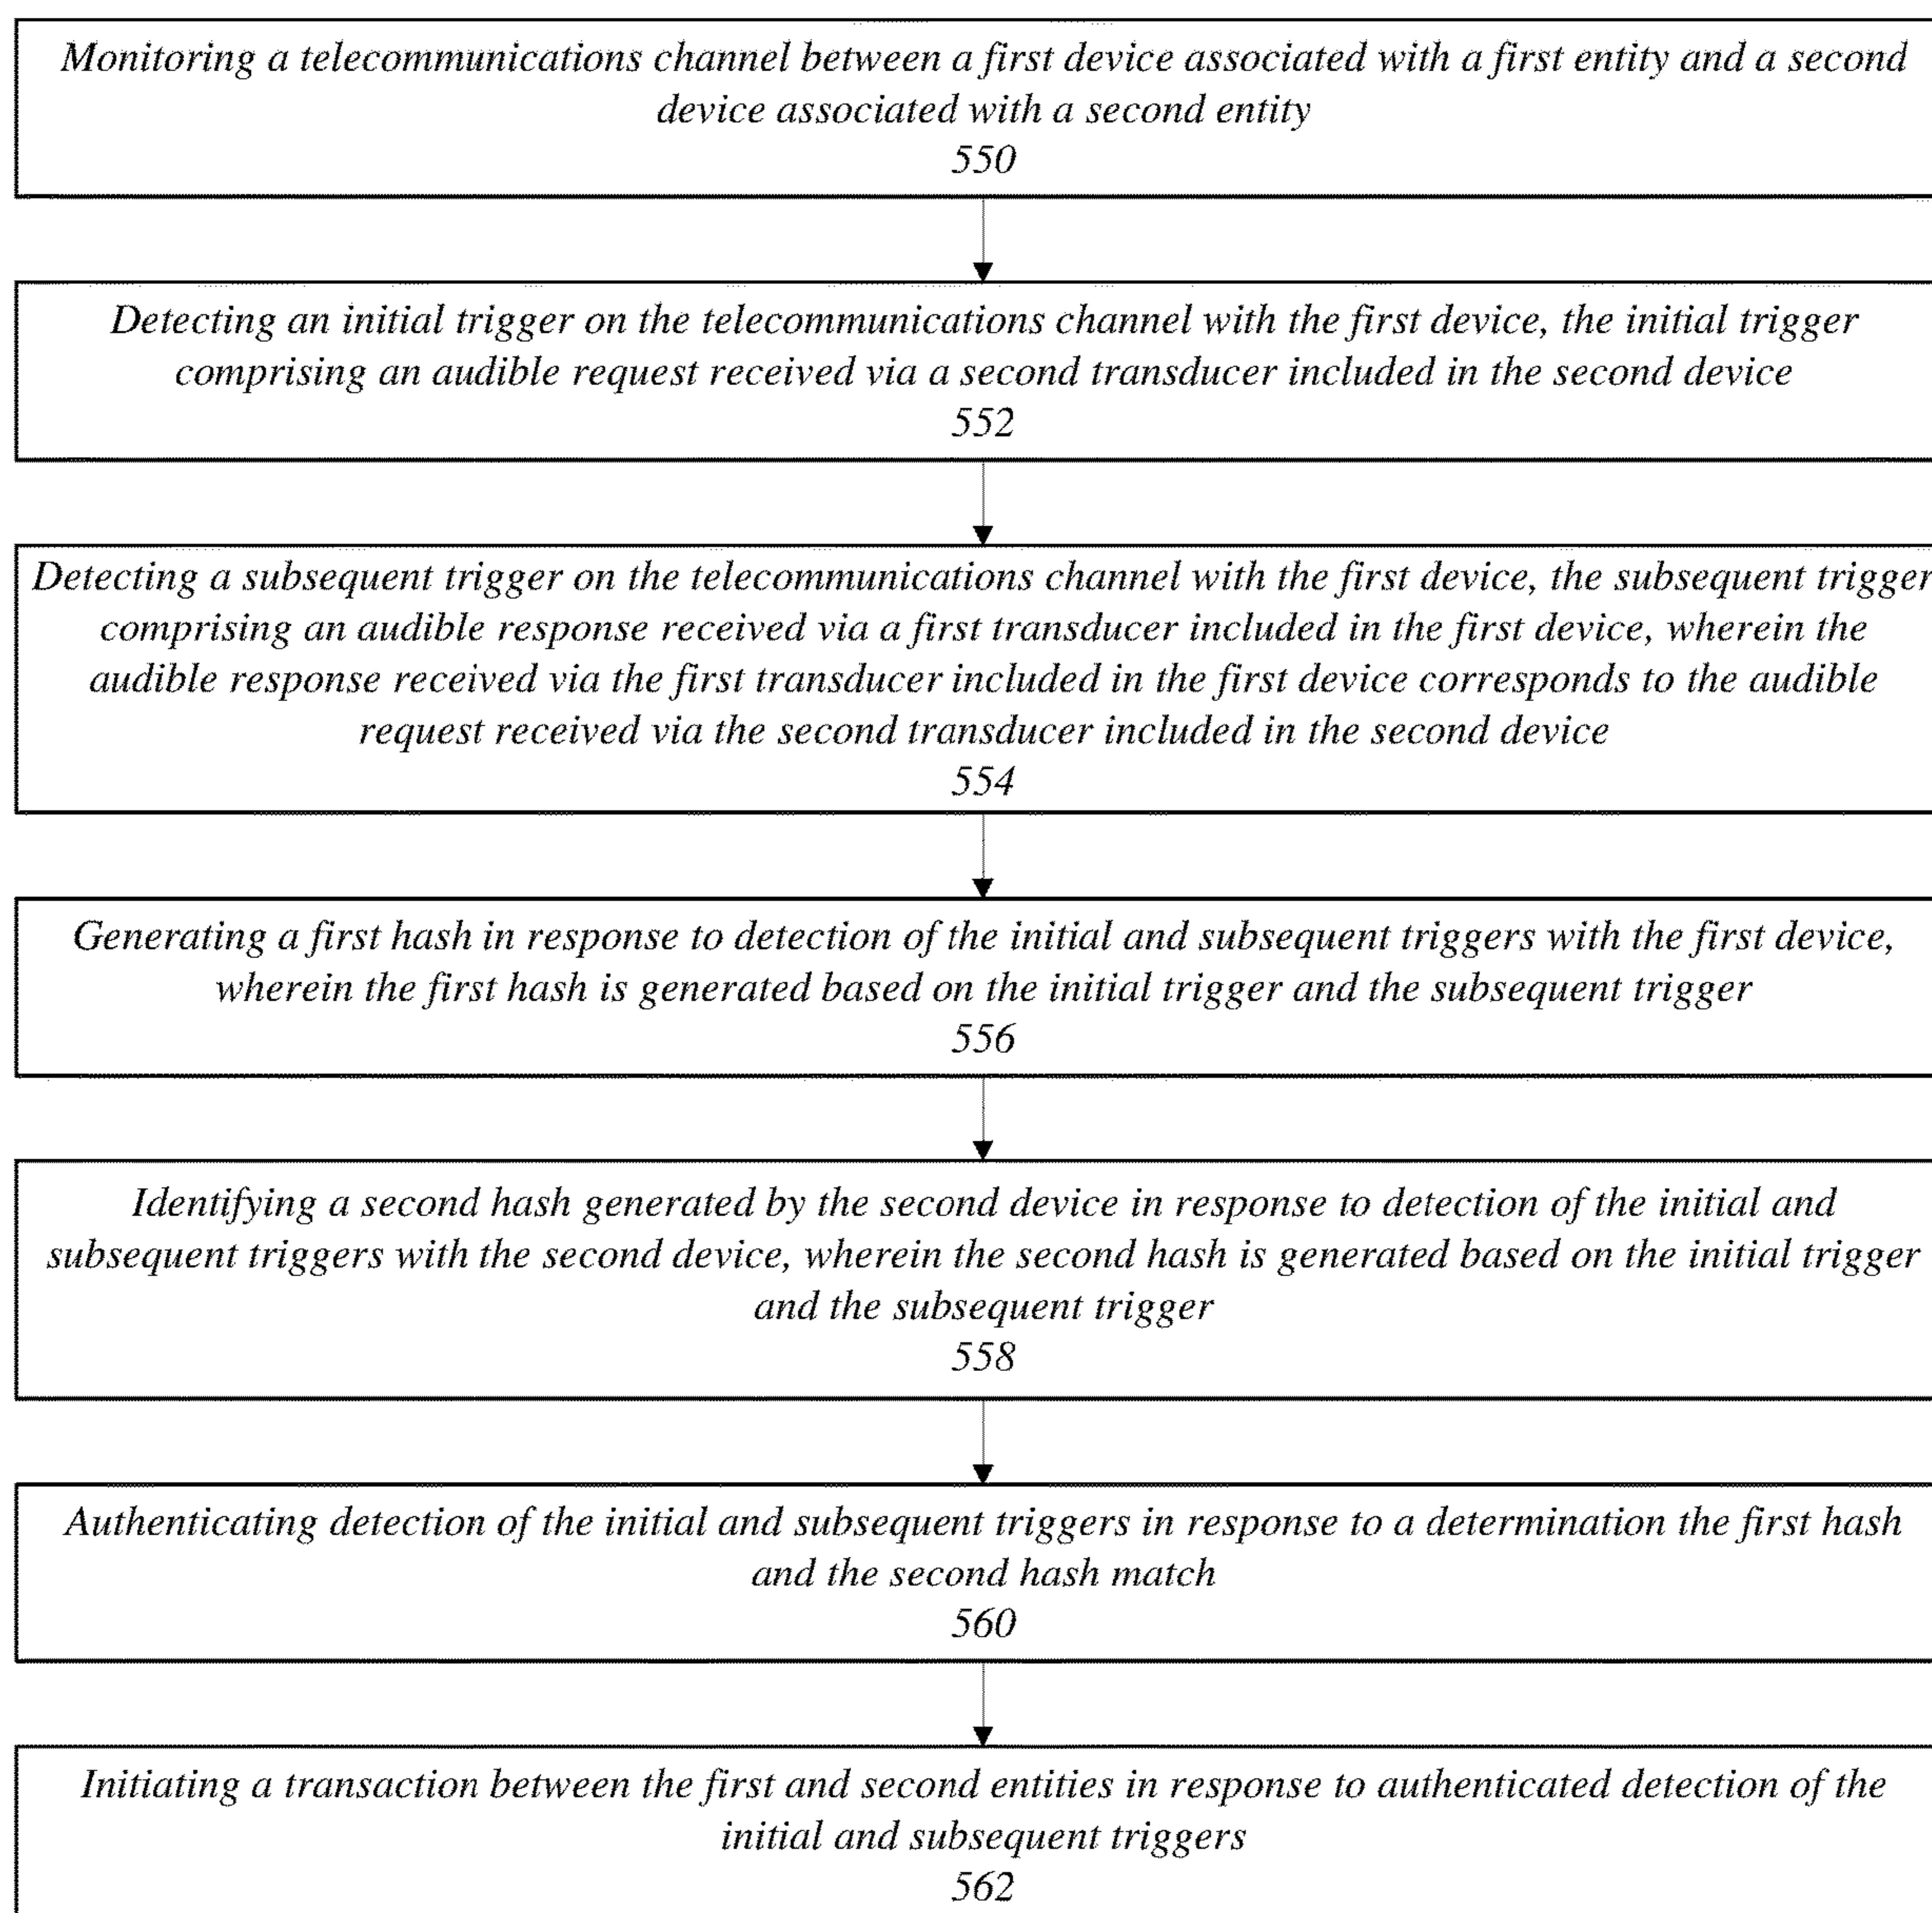 Monitoring a telecommunications channel between a first device associated with a first entity and a second
device associated with a second entity
550
Detecting an initial trigger on the telecommunications channel with the first device, the initial trigger
comprising an audible request received via a second transducer included in the second device
552
Detecting a subsequent trigger on the telecommunications channel with the first device, the subsequent trigger
comprising an audible response received via a first transducer included in the first device, wherein the
audible response received via the first transducer included in the first device corresponds to the audible
request received via the second transducer included in the second device
554
Generating a first hash in response to detection of the initial and subsequent triggers with the first device,
wherein the first hash is generated based on the initial trigger and the subsequent trigger
556
Identifying a second hash generated by the second device in response to detection of the initial and
subsequent triggers with the second device, wherein the second hash is generated based on the initial trigger
and the subsequent trigger
558
Authenticating detection of the initial and subsequent triggers in response to a determination the first hash
and the second hash match
560
Initiating a transaction between the first and second entities in response to authenticated detection of the
initial and subsequent triggers
562